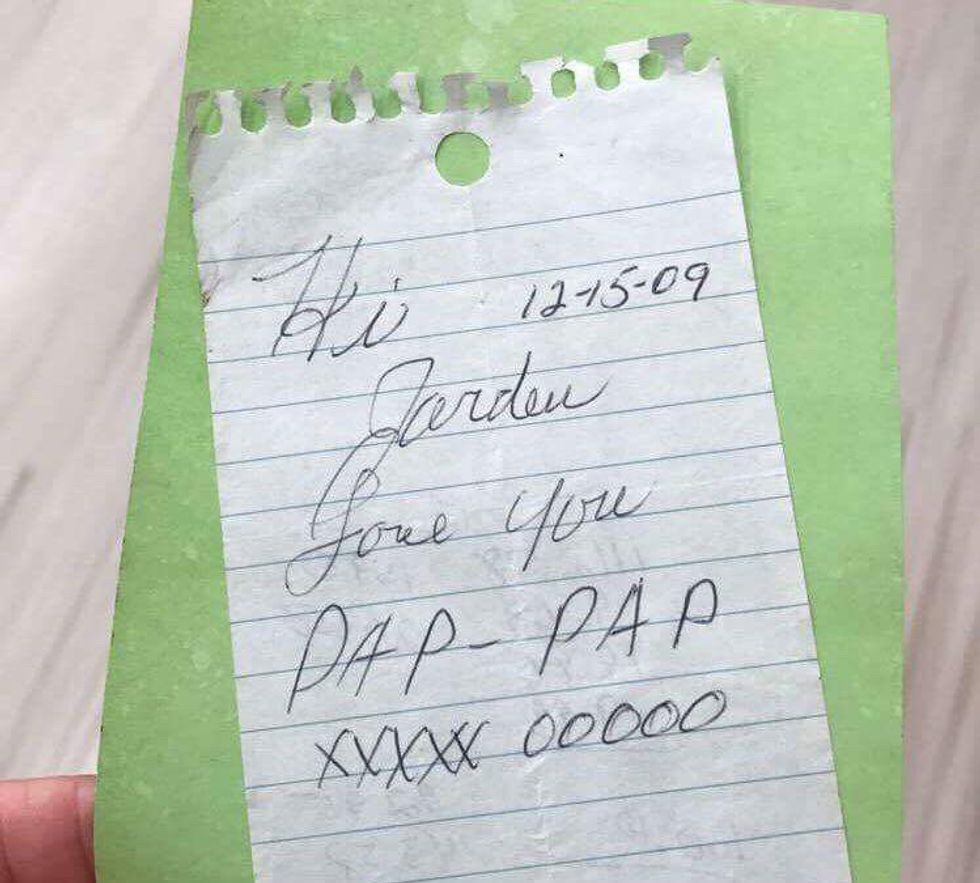 Hi 12-15-09
Jarden
Love You
PAP-PAP
XXXXX OOOOO